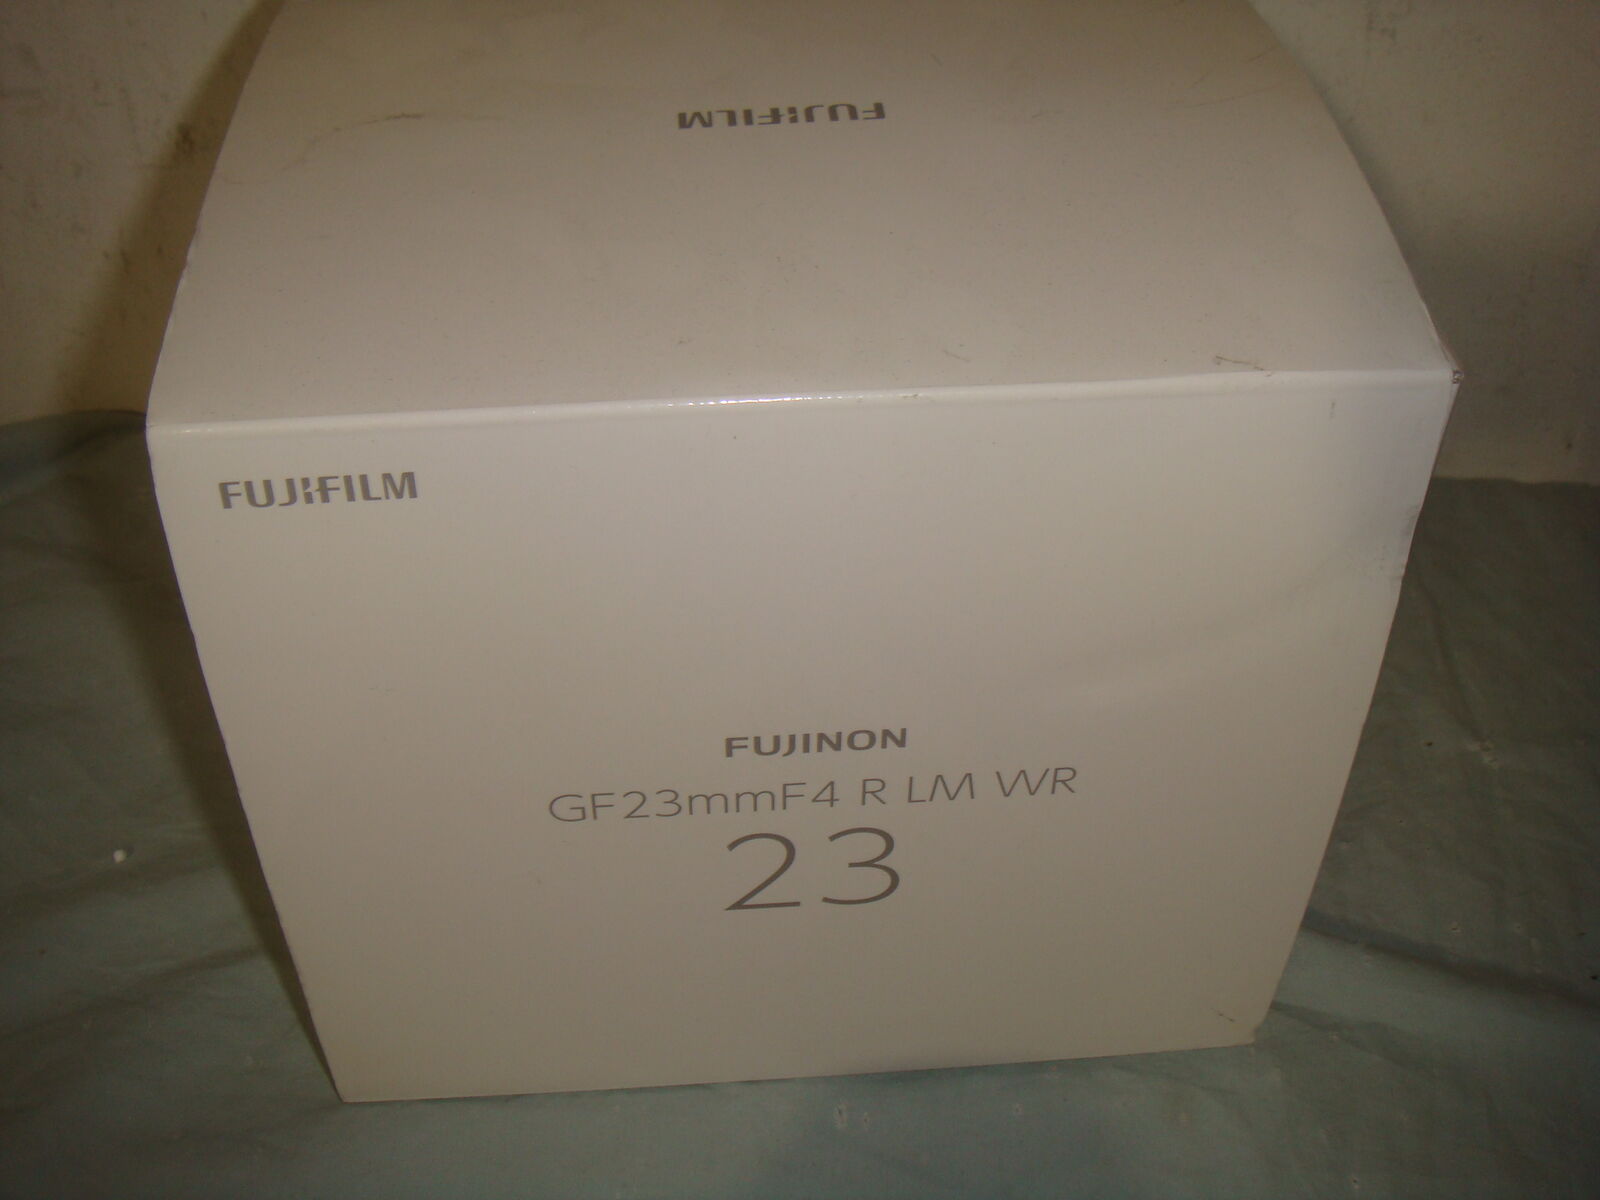 FUJIFILM
FUJIFILM
FUJINON
GF23mmF4 R LM WR
23